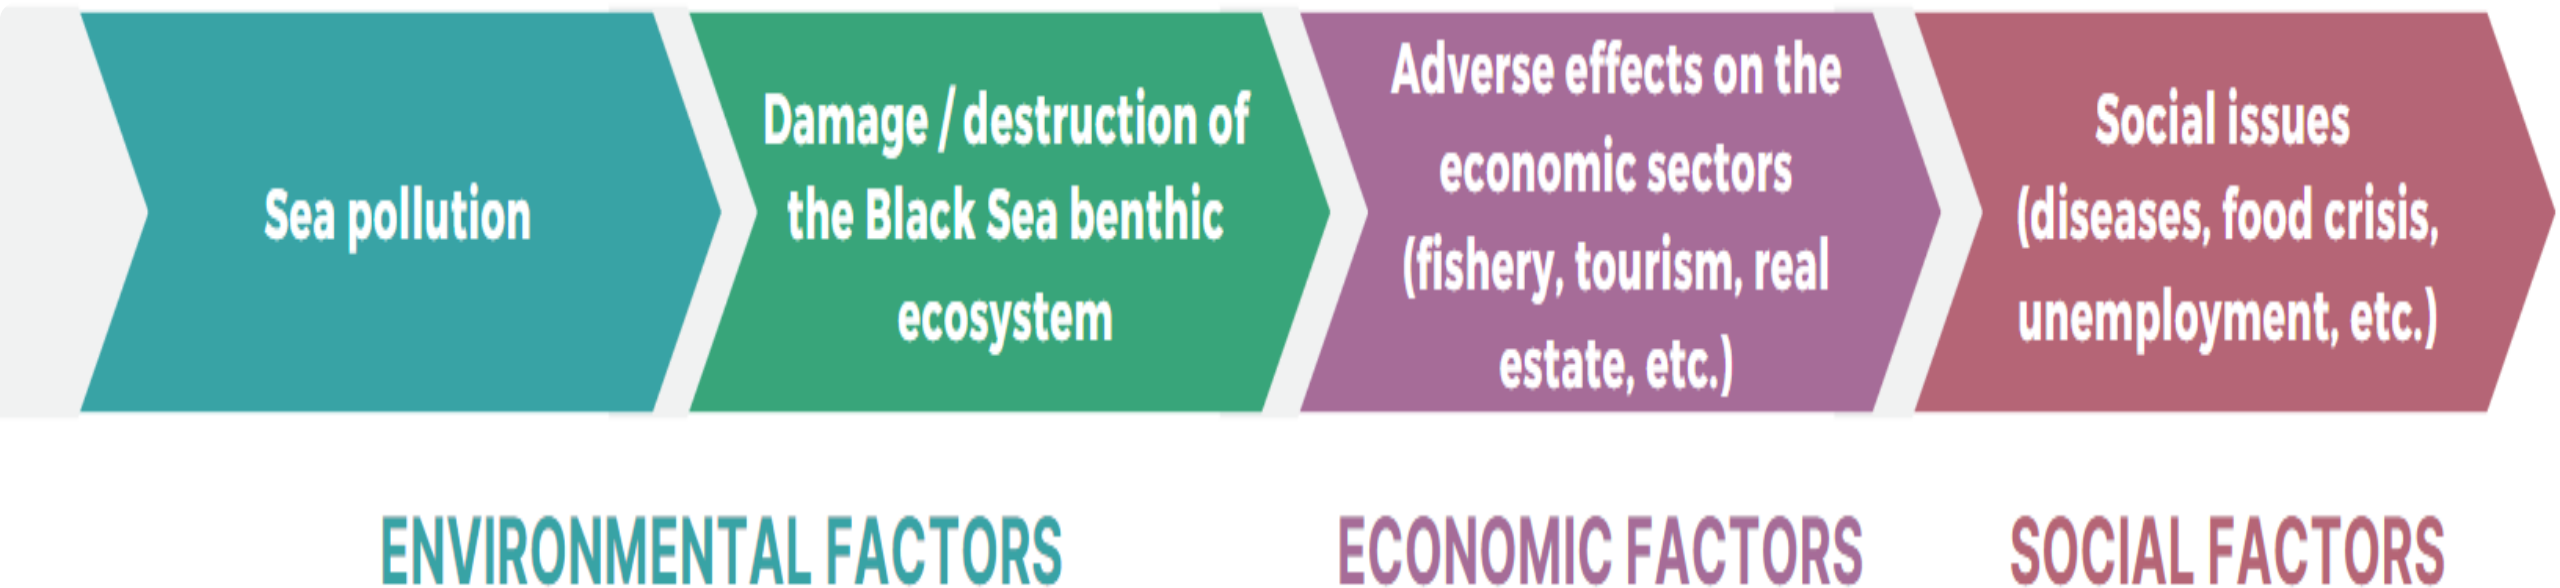 Sea pollution
Damage / destruction of
the Black Sea benthic
ecosystem
Adverse effects on the
economic sectors
(fishery, tourism, real
estate, etc.)
Social issues
(diseases, food crisis,
unemployment, etc.)
ENVIRONMENTAL FACTORS
ECONOMIC FACTORS
SOCIAL FACTORS